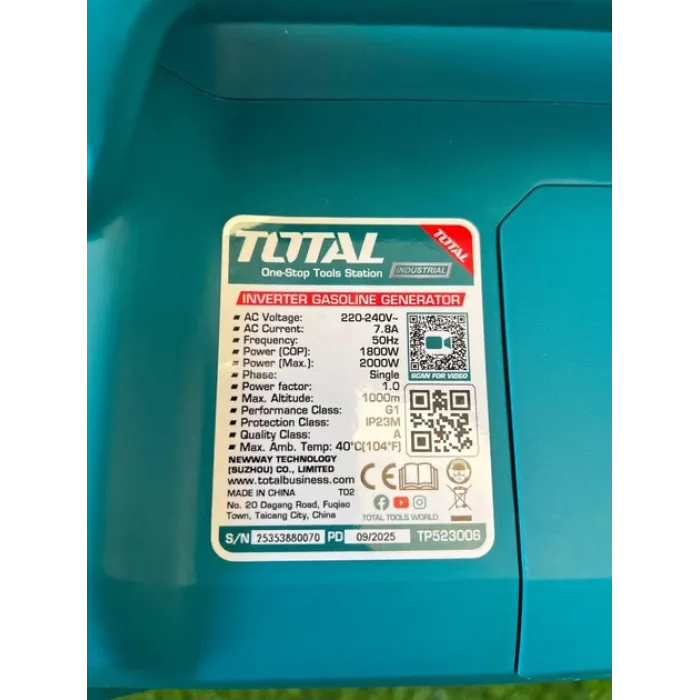 TOTAL
One-Stop Tools Station INDUSTRIAL
TOTAL
INVERTER GASOLINE GENERATOR
▪ AC Voltage: 220-240V~
▪ AC Current: 7.8A
▪ Frequency: 50Hz
▪ Power (COP): 1800W
▪ Power (Max.): 2000W
▪ Phase: Single
▪ Power factor: 1.0
▪ Max. Altitude: 1000m
▪ Performance Class: G1
▪ Protection Class: IP23M
▪ Quality Class: A
▪ Max. Amb. Temp: 40°C(104°F)
SCAN FOR VIDEO
NEWWAY TECHNOLOGY
(SUZHOU) CO., LIMITED
www.totalbusiness.com
MADE IN CHINA T02
No. 20 Dagang Road, Fuqiao
Town, Taicang City, China
CE
TOTAL TOOLS WORLD
S/N 25353880070 PD 09/2025 TP523006